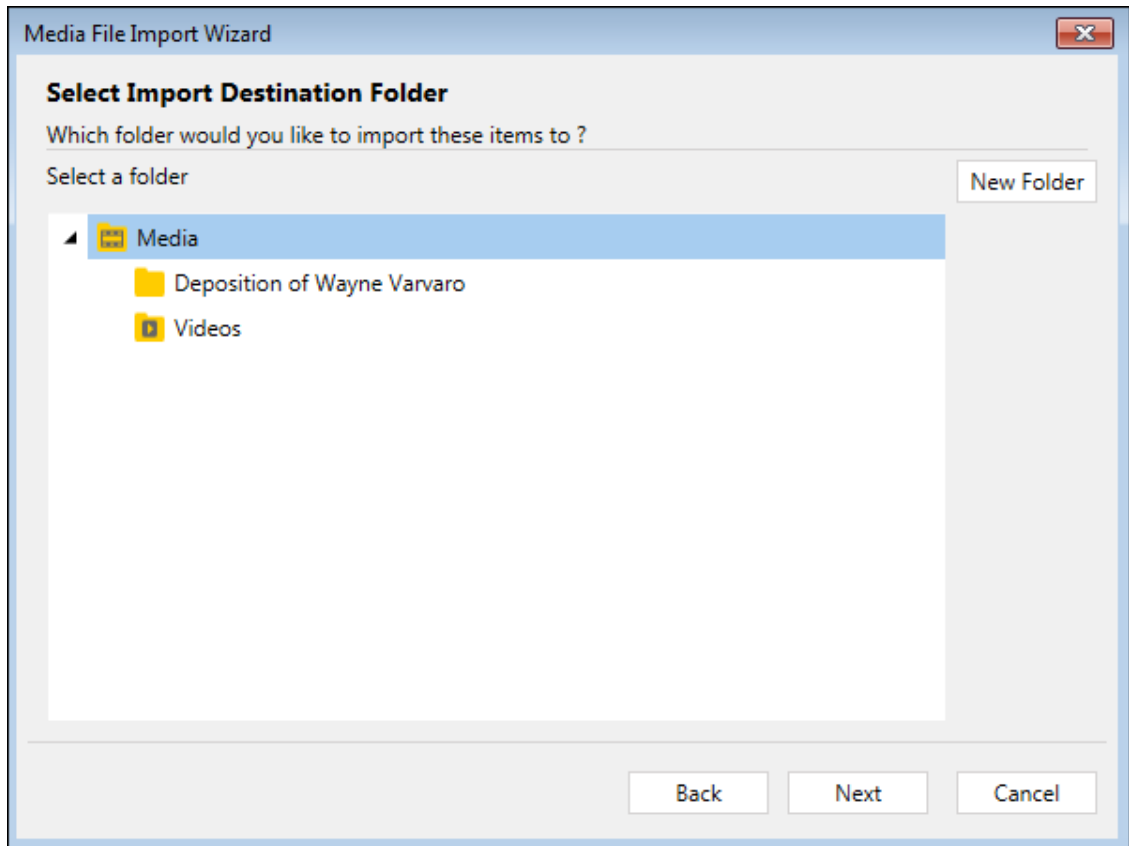 Media File Import Wizard
Select Import Destination Folder
Which folder would you like to import these items to ?
Select a folder
New Folder
Media
Deposition of Wayne Varvaro
Videos
Back
Next
Cancel